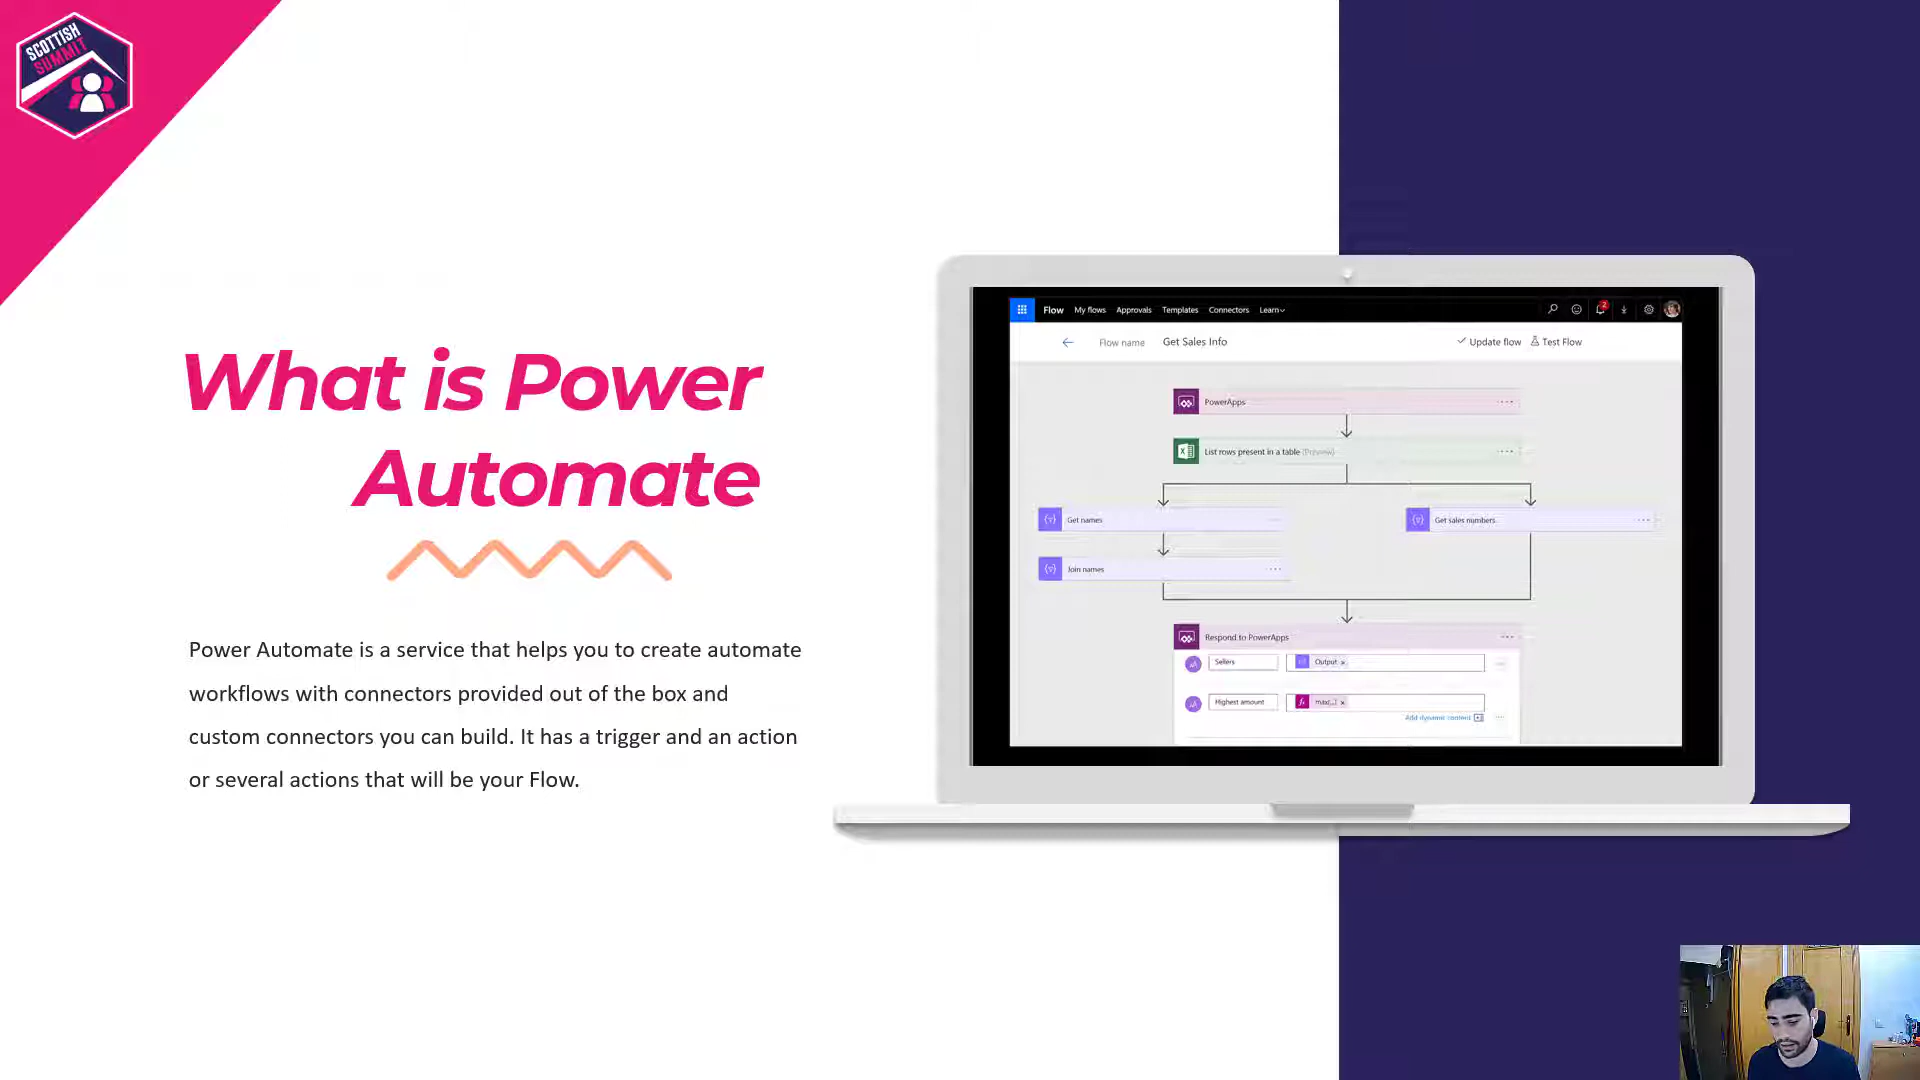 SCOTTISH
SUMMIT
What is Power
Automate
Power Automate is a service that helps you to create automate
workflows with connectors provided out of the box and
custom connectors you can build. It has a trigger and an action
or several actions that will be your Flow.
Flow My flows Approvals Templates Connectors Learn
2
Flow name Get Sales Info Update flow Test Flow
PowerApps
List rows present in a table (Preview)
Get names Get sales numbers
Join names
Respond to PowerApps
Sellers Output x
Highest amount fx max(...) x
Add dynamic content